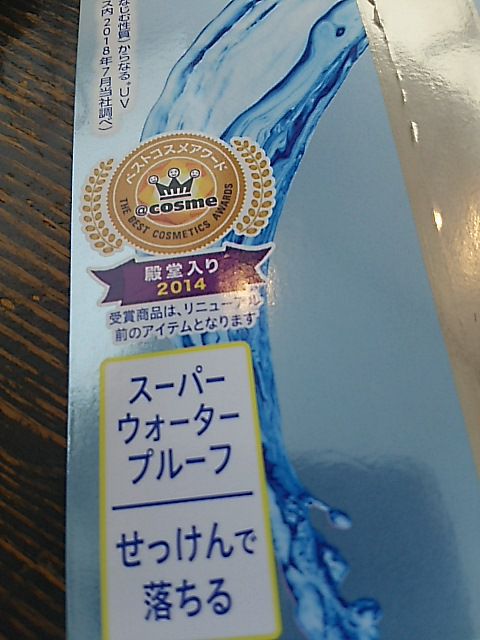 なじむ性質)からなる。UV
ス内2018年7月当社調べ)
ベストコスメアワード
@cosme
THE BEST COSMETICS AWARDS
殿堂入り
2014
受賞商品は、リニューアル
前のアイテムとなります
スーパー
ウォーター
プルーフ
せっけんで
落ちる